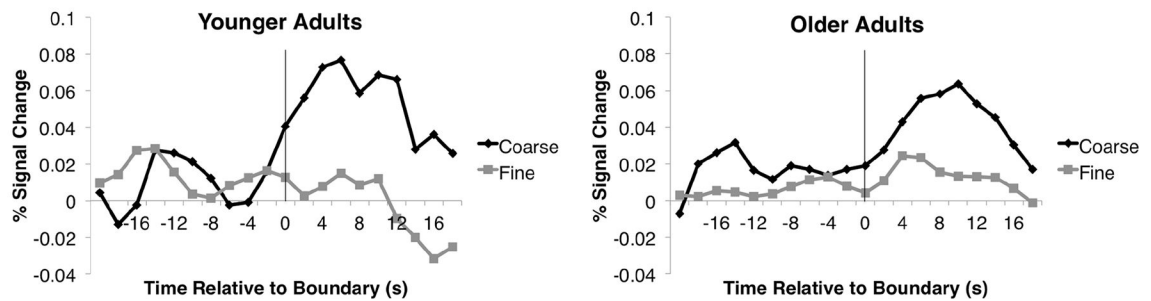 Younger Adults
% Signal Change
0.1
0.08
0.06
0.04
0.02
0
-0.02
-0.04
-16 -12 -8 -4 0 4 8 12 16
Time Relative to Boundary (s)
Coarse
Fine
Older Adults
% Signal Change
0.1
0.08
0.06
0.04
0.02
0
-0.02
-0.04
-16 -12 -8 -4 0 4 8 12 16
Time Relative to Boundary (s)
Coarse
Fine